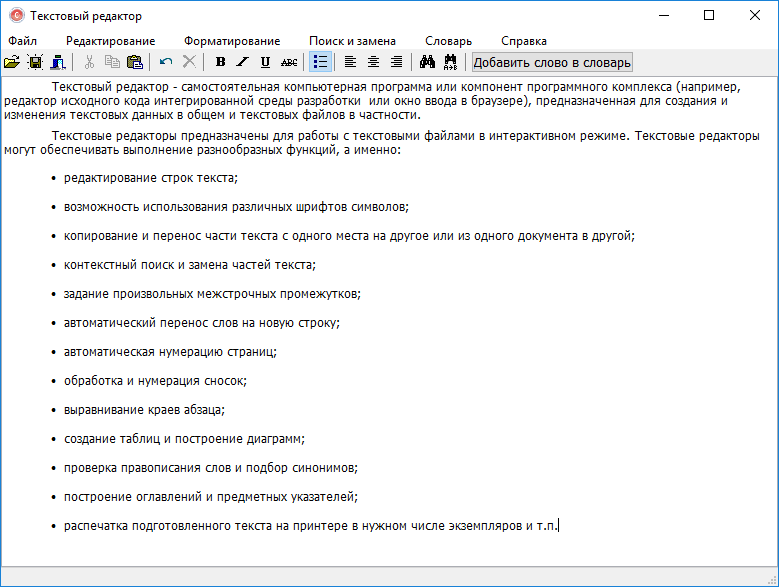 Текстовый редактор
Файл Редактирование Форматирование Поиск и замена Словарь Справка
B I U ABC Добавить слово в словарь
Текстовый редактор - самостоятельная компьютерная программа или компонент программного комплекса (например,
редактор исходного кода интегрированной среды разработки или окно ввода в браузере), предназначенная для создания и
изменения текстовых данных в общем и текстовых файлов в частности.
Текстовые редакторы предназначены для работы с текстовыми файлами в интерактивном режиме. Текстовые редакторы
могут обеспечивать выполнение разнообразных функций, а именно:
• редактирование строк текста;
• возможность использования различных шрифтов символов;
• копирование и перенос части текста с одного места на другое или из одного документа в другой;
• контекстный поиск и замена частей текста;
• задание произвольных межстрочных промежутков;
• автоматический перенос слов на новую строку;
• автоматическая нумерацию страниц;
• обработка и нумерация сносок;
• выравнивание краев абзаца;
• создание таблиц и построение диаграмм;
• проверка правописания слов и подбор синонимов;
• построение оглавлений и предметных указателей;
• распечатка подготовленного текста на принтере в нужном числе экземпляров и т.п.